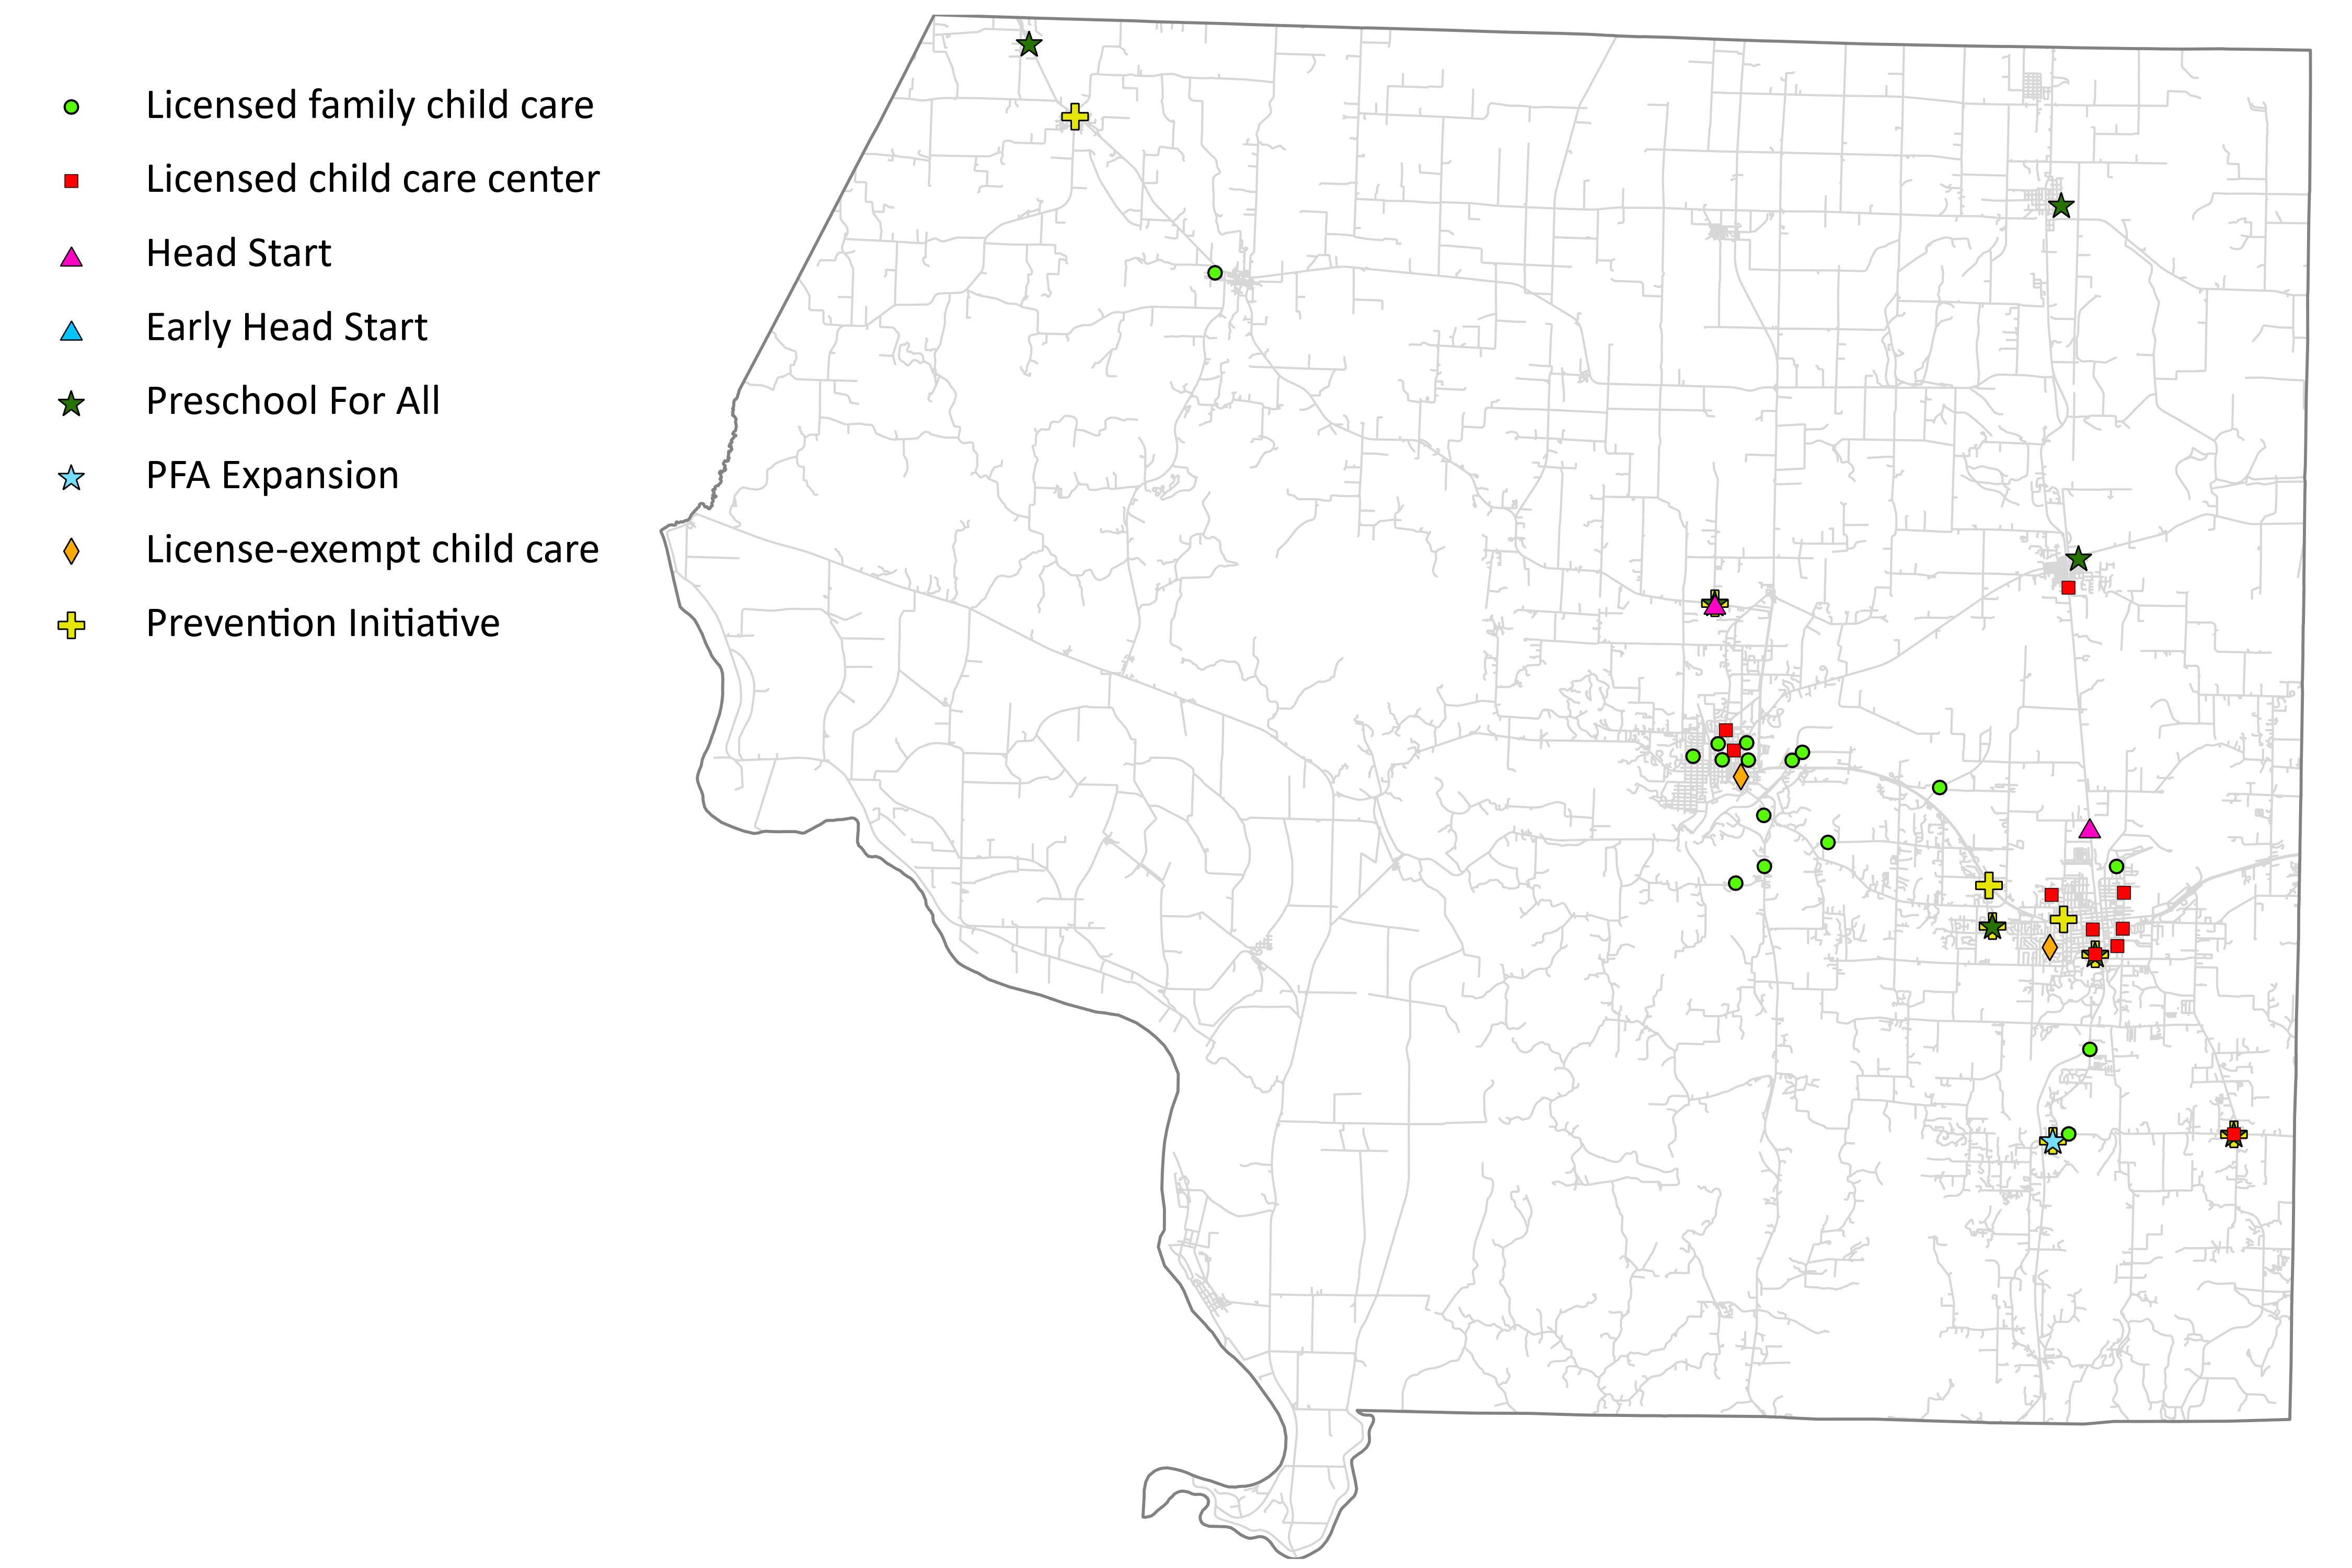 Licensed family child care
Licensed child care center
Head Start
Early Head Start
Preschool For All
PFA Expansion
License-exempt child care
Prevention Initiative